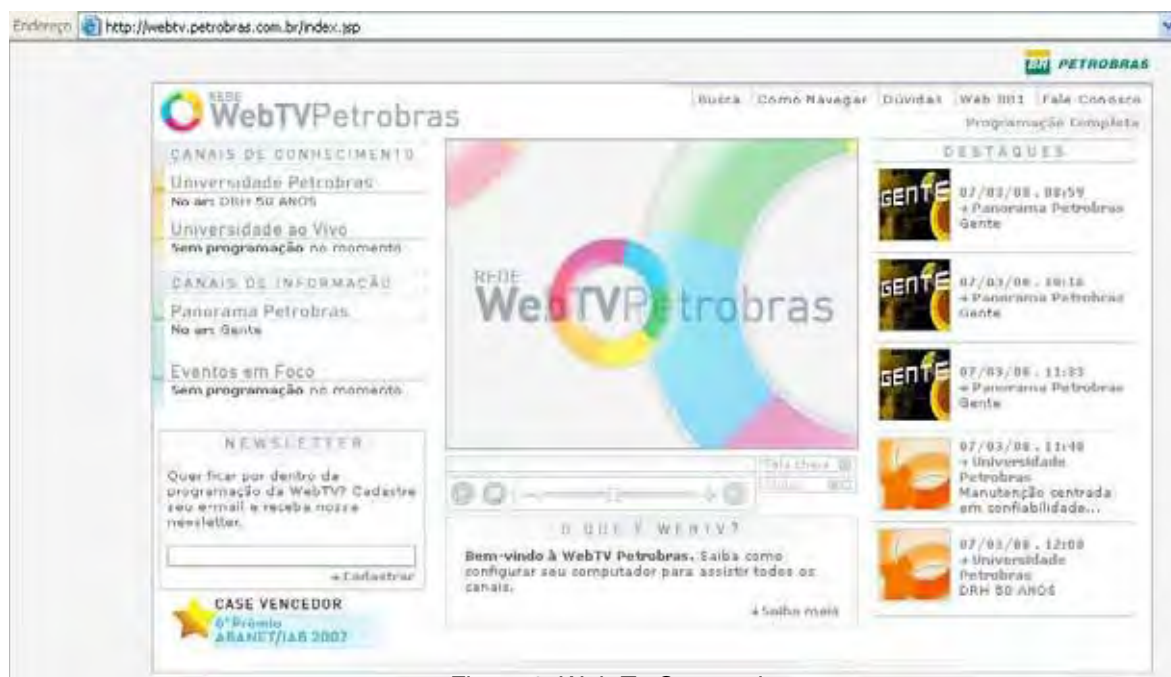 Endereço http://webtv.petrobras.com.br/index.jsp
BR PETROBRAS
REDE
WebTVPetrobras
Busca Como Navegar Dúvidas Web 001 Fale Conosco
Programação Completa
CANAIS DE CONHECIMENTO
Universidade Petrobras
No ar: DRH 50 ANOS
Universidade ao Vivo
Sem programação no momento
CANAIS DE INFORMAÇÃO
Panorama Petrobras
No ar: Gente
Eventos em Foco
Sem programação no momento
NEWSLETTER
Quer ficar por dentro da
programação da WebTV? Cadastre
seu e-mail e receba nossa
newsletter.
Cadastrar
CASE VENCEDOR
6º Prêmio
ABANET/IAB 2007
REDE
WebTVPetrobras
Tela cheia
O QUE É WEBTV?
Bem-vindo à WebTV Petrobras. Saiba como
configurar seu computador para assistir todos os
canais.
Saiba mais
DESTAQUES
GENTE
07/03/08 . 08:59
Panorama Petrobras
Gente
GENTE
07/03/08 . 10:16
Panorama Petrobras
Gente
GENTE
07/03/08 . 11:33
Panorama Petrobras
Gente
07/03/08 . 11:40
Universidade
Petrobras
Manutenção centrada
em confiabilidade...
07/03/08 . 12:08
Universidade
Petrobras
DRH 50 ANOS